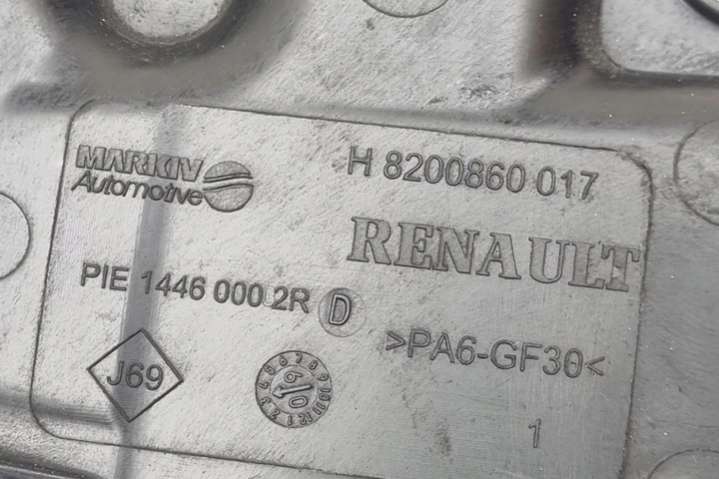 MARKIV
Automotive
H 8200860 017
RENAULT
PIE 1446 000 2R D
>PA6-GF30<
J69
1